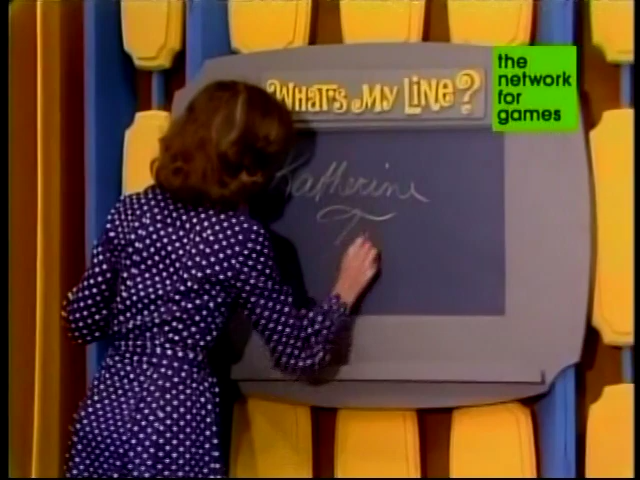 WHAT'S MY LiNE?
the
network
for
games
Katherine
T